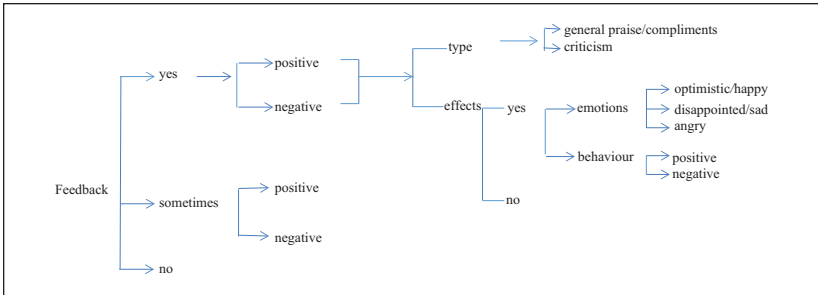 general praise/compliments
type
criticism
yes
positive
optimistic/happy
negative
effects
yes
emotions
disappointed/sad
angry
behaviour
positive
negative
Feedback
sometimes
positive
no
negative
no